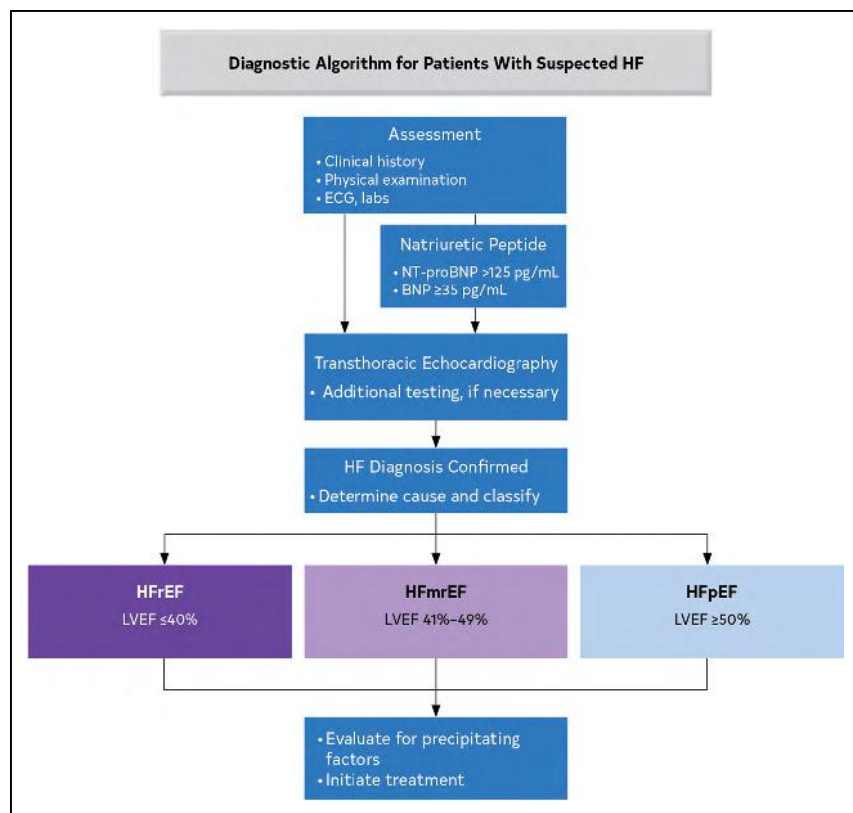 Diagnostic Algorithm for Patients With Suspected HF
Assessment
• Clinical history
• Physical examination
• ECG, labs
Natriuretic Peptide
• NT-proBNP >125 pg/mL
• BNP ≥35 pg/mL
Transthoracic Echocardiography
• Additional testing, if necessary
HF Diagnosis Confirmed
• Determine cause and classify
HFrEF
LVEF ≤40%
HFmrEF
LVEF 41%–49%
HFpEF
LVEF ≥50%
• Evaluate for precipitating
factors
• Initiate treatment